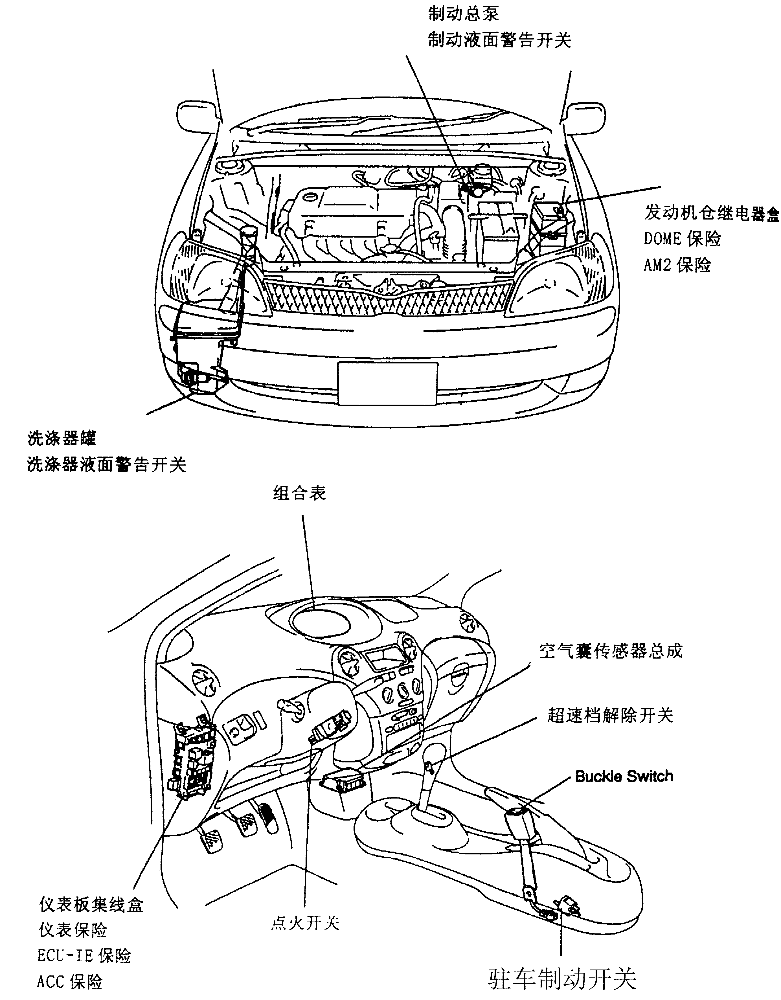 制动总泵
制动液面警告开关
发动机仓继电器盒
DOME 保险
AM2 保险
洗涤器罐
洗涤器液面警告开关
组合表
空气囊传感器总成
超速档解除开关
Buckle Switch
仪表板集线盒
仪表保险
ECU-IE 保险
ACC 保险
点火开关
驻车制动开关